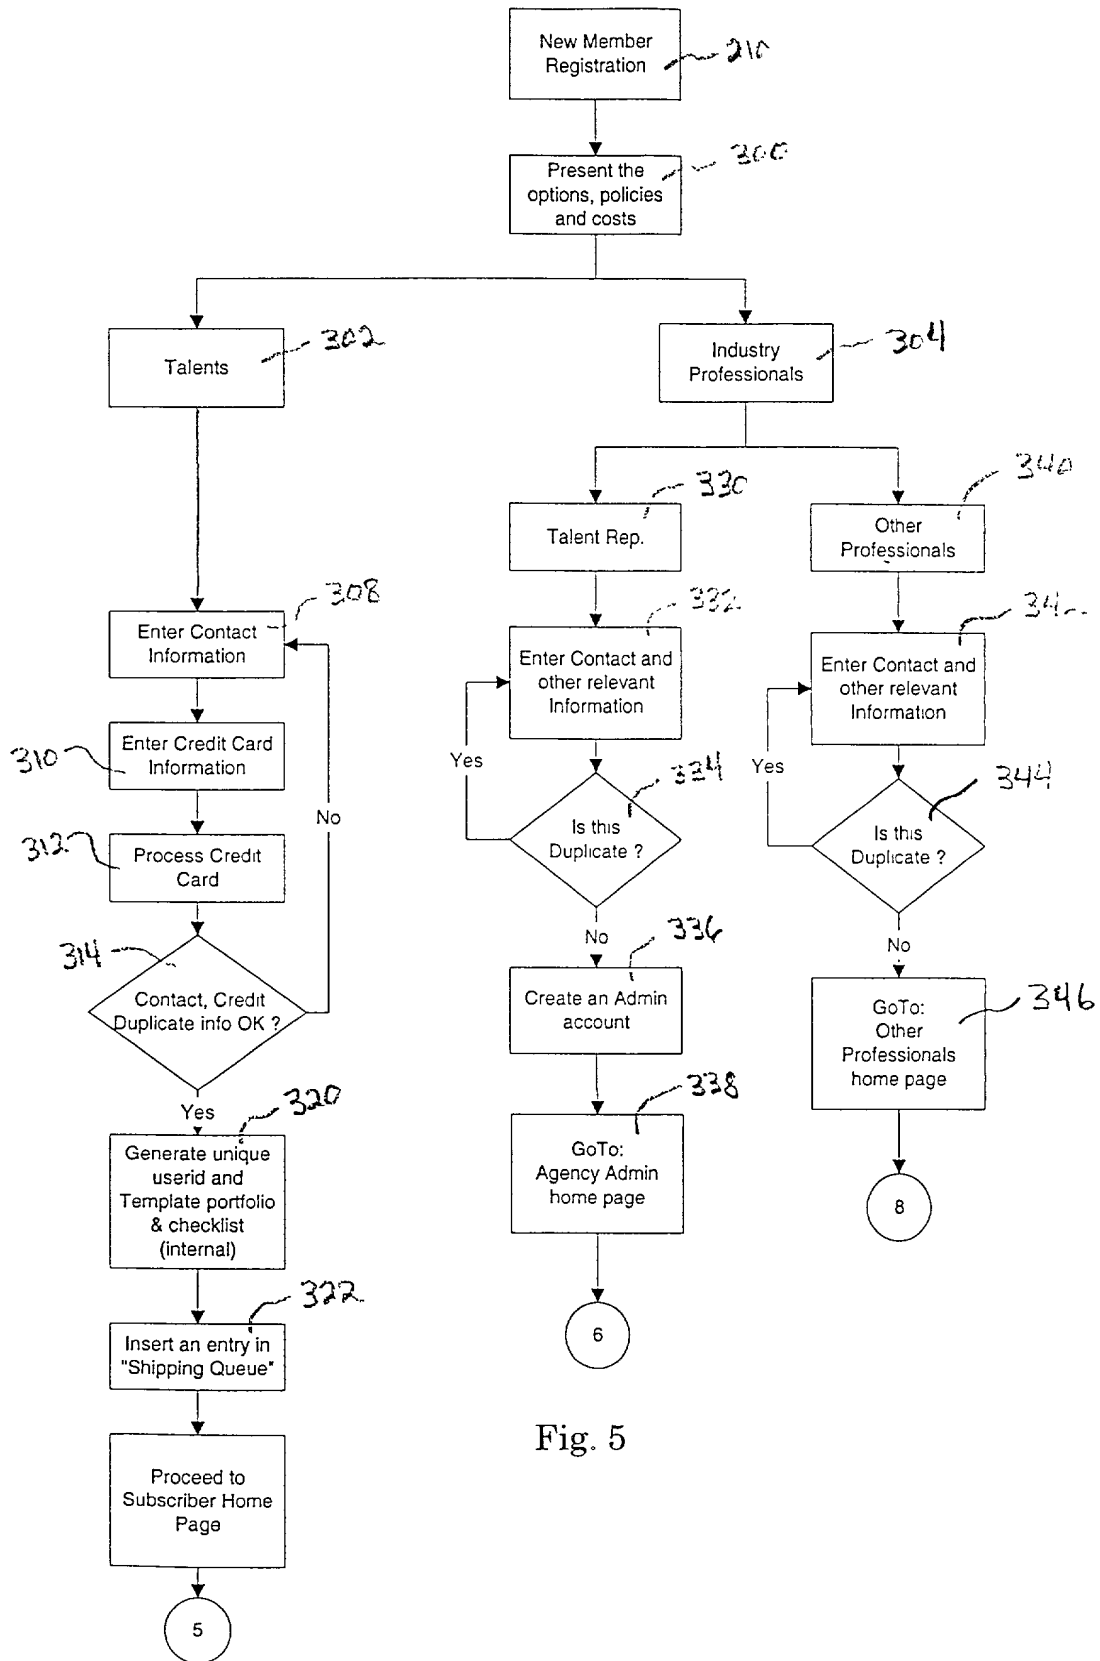 New Member
Registration
210
300
Present the
options, policies
and costs
302
Talents
304
Industry
Professionals
330
Talent Rep.
340
Other
Professionals
308
Enter Contact
Information
332
Enter Contact and
other relevant
Information
Enter Contact and
other relevant
Information
310
Enter Credit Card
Information
No
Yes
Yes
312
Process Credit
Card
334
Is this
Duplicate ?
344
Is this
Duplicate ?
314
Contact, Credit
Duplicate info OK ?
No
No
336
Create an Admin
account
346
GoTo:
Other
Professionals
home page
Yes
320
Generate unique
userid and
Template portfolio
& checklist
(internal)
338
GoTo:
Agency Admin
home page
8
322
Insert an entry in
"Shipping Queue"
6
Proceed to
Subscriber Home
Page
5
Fig. 5